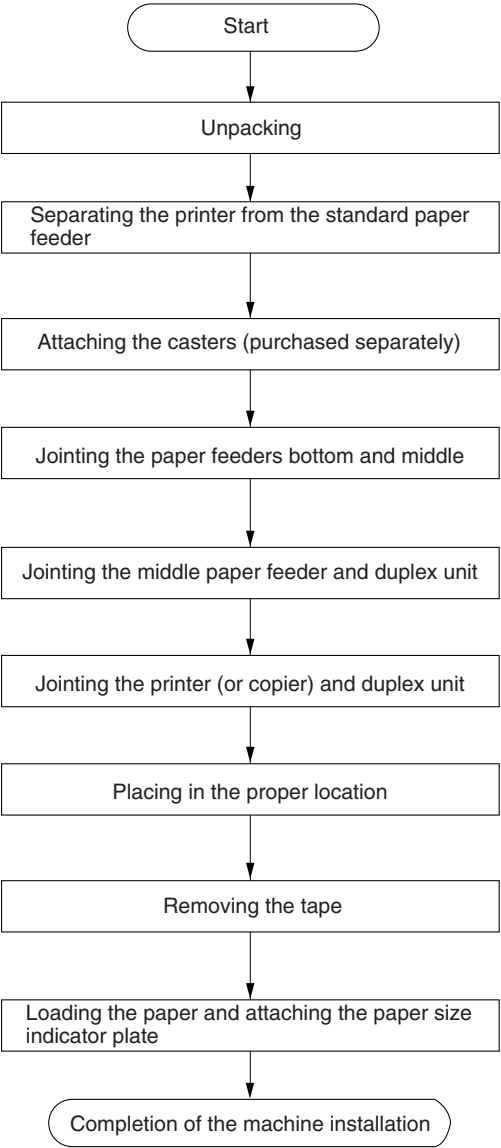 Start
Unpacking
Separating the printer from the standard paper
feeder
Attaching the casters (purchased separately)
Jointing the paper feeders bottom and middle
Jointing the middle paper feeder and duplex unit
Jointing the printer (or copier) and duplex unit
Placing in the proper location
Removing the tape
Loading the paper and attaching the paper size
indicator plate
Completion of the machine installation